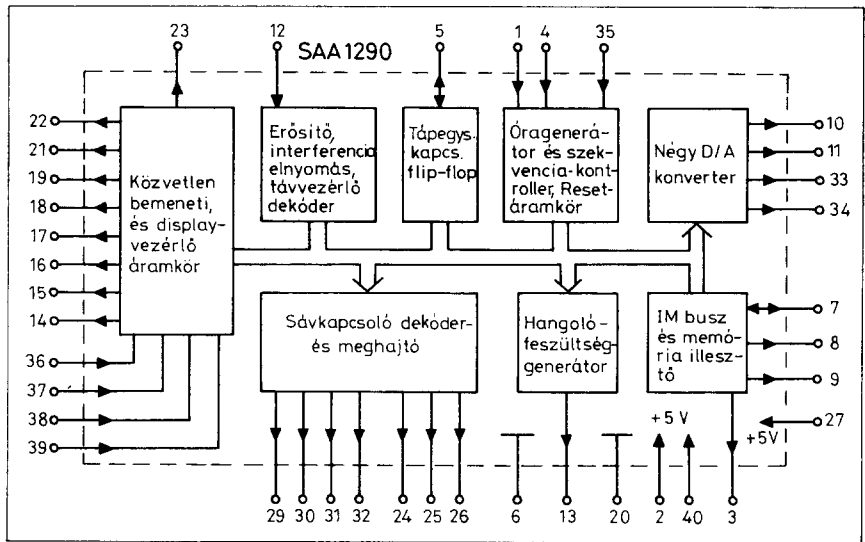 23 12 5 1 4 35
SAA1290
22
21
19
18
17
16
15
14
36
37
38
39
Közvetlen
bemeneti,
és display-
vezérlő
áramkör
Erősítő,
interferencia
elnyomás,
távvezérlő
dekóder
Tápegys.
kapcs.
flip-flop
Óragenerá-
tor és szek-
vencia-kont-
roller, Reset-
áramkör
Négy D/A
konverter
10
11
33
34
Sávkapcsoló dekóder-
és meghajtó
Hangoló-
feszültség-
generátor
IM busz
és memó-
ria illesz-
tő
7
8
9
27
+5 V
+5V
29 30 31 32 24 25 26 6 13 20 2 40 3